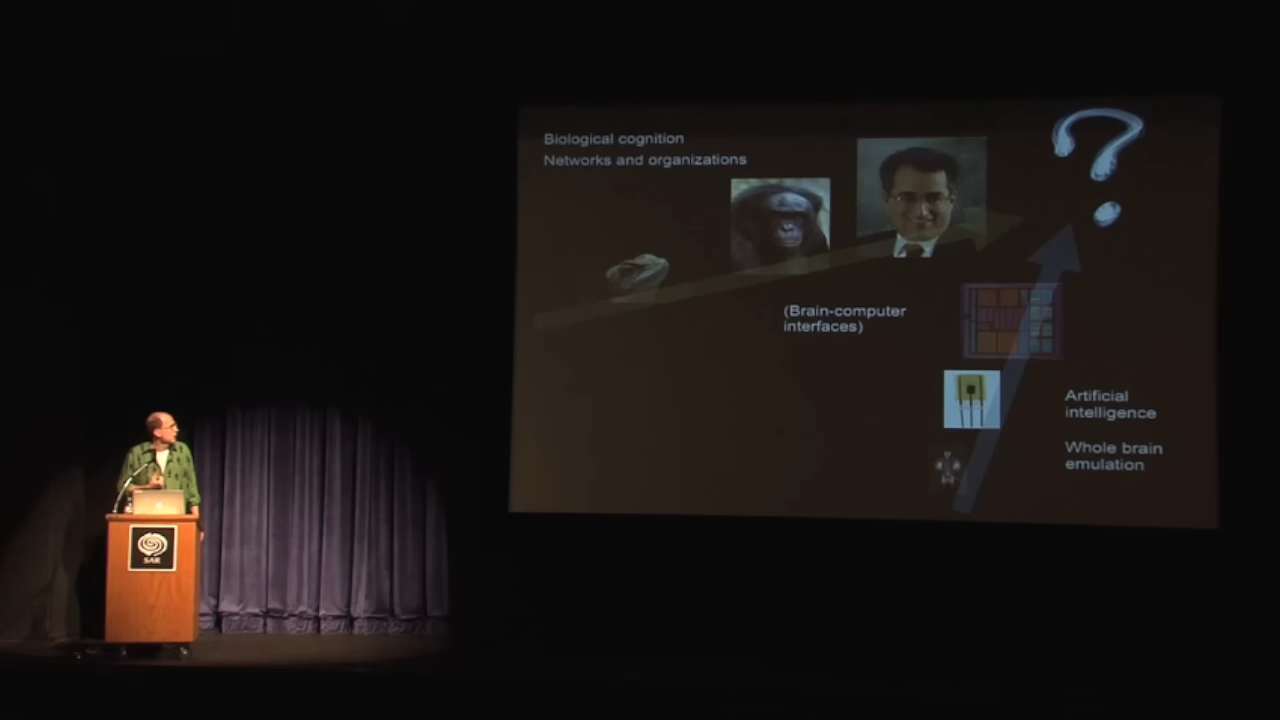 Biological cognition
Networks and organizations
(Brain-computer
interfaces)
Artificial
intelligence
Whole brain
emulation
SAR